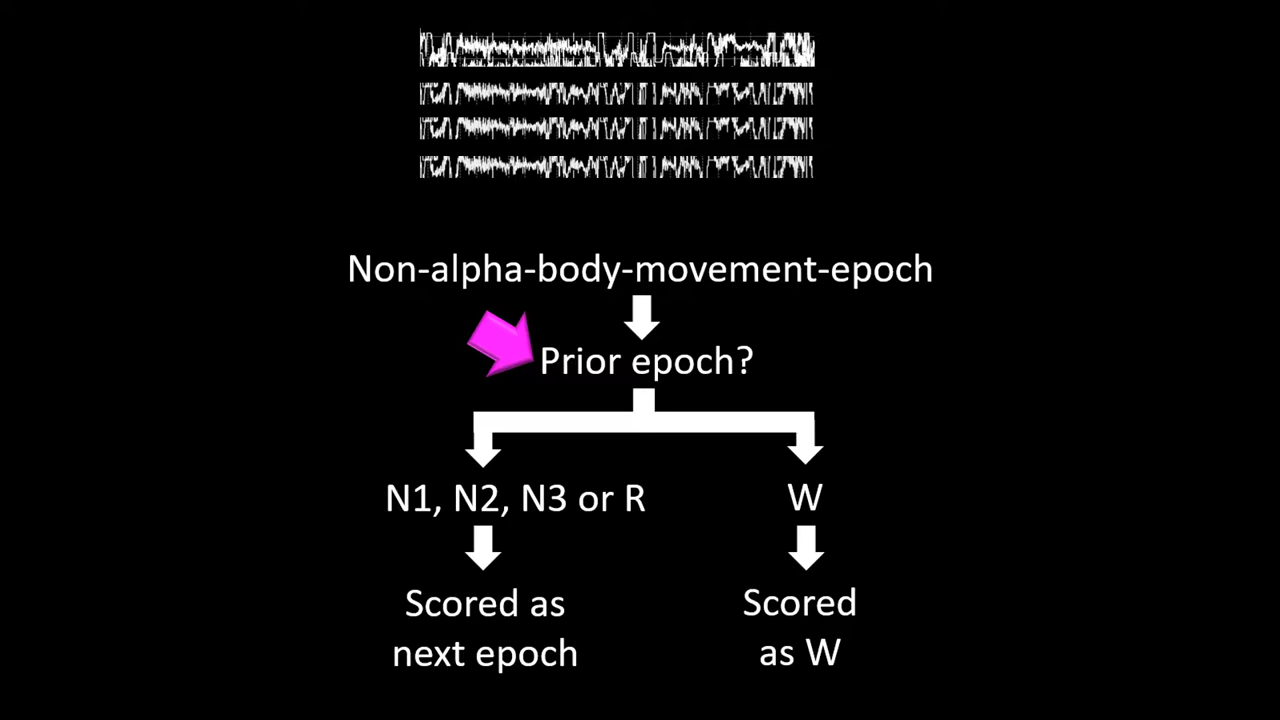 Non-alpha-body-movement-epoch
Prior epoch?
N1, N2, N3 or R
W
Scored as
next epoch
Scored
as W